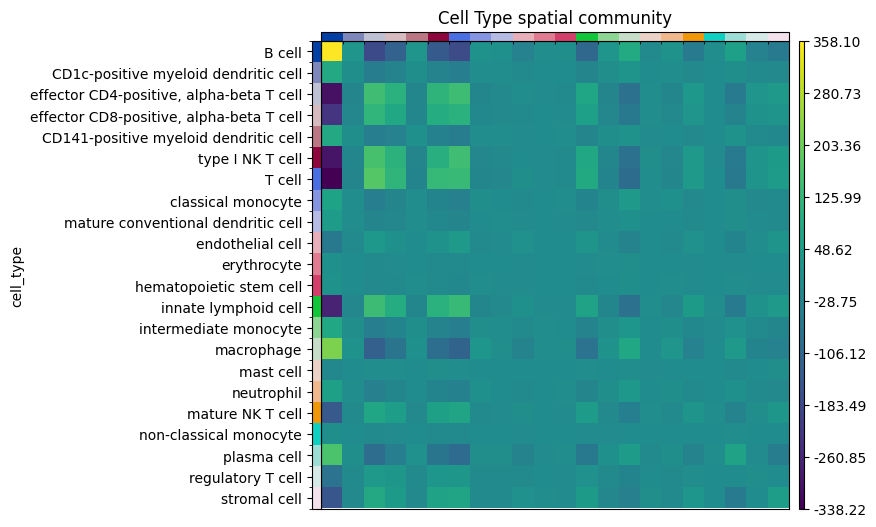 Cell Type spatial community
B cell
CD1c-positive myeloid dendritic cell
effector CD4-positive, alpha-beta T cell
effector CD8-positive, alpha-beta T cell
CD141-positive myeloid dendritic cell
type I NK T cell
T cell
classical monocyte
mature conventional dendritic cell
endothelial cell
erythrocyte
hematopoietic stem cell
innate lymphoid cell
intermediate monocyte
macrophage
mast cell
neutrophil
mature NK T cell
non-classical monocyte
plasma cell
regulatory T cell
stromal cell
cell_type
358.10
280.73
203.36
125.99
48.62
-28.75
-106.12
-183.49
-260.85
-338.22